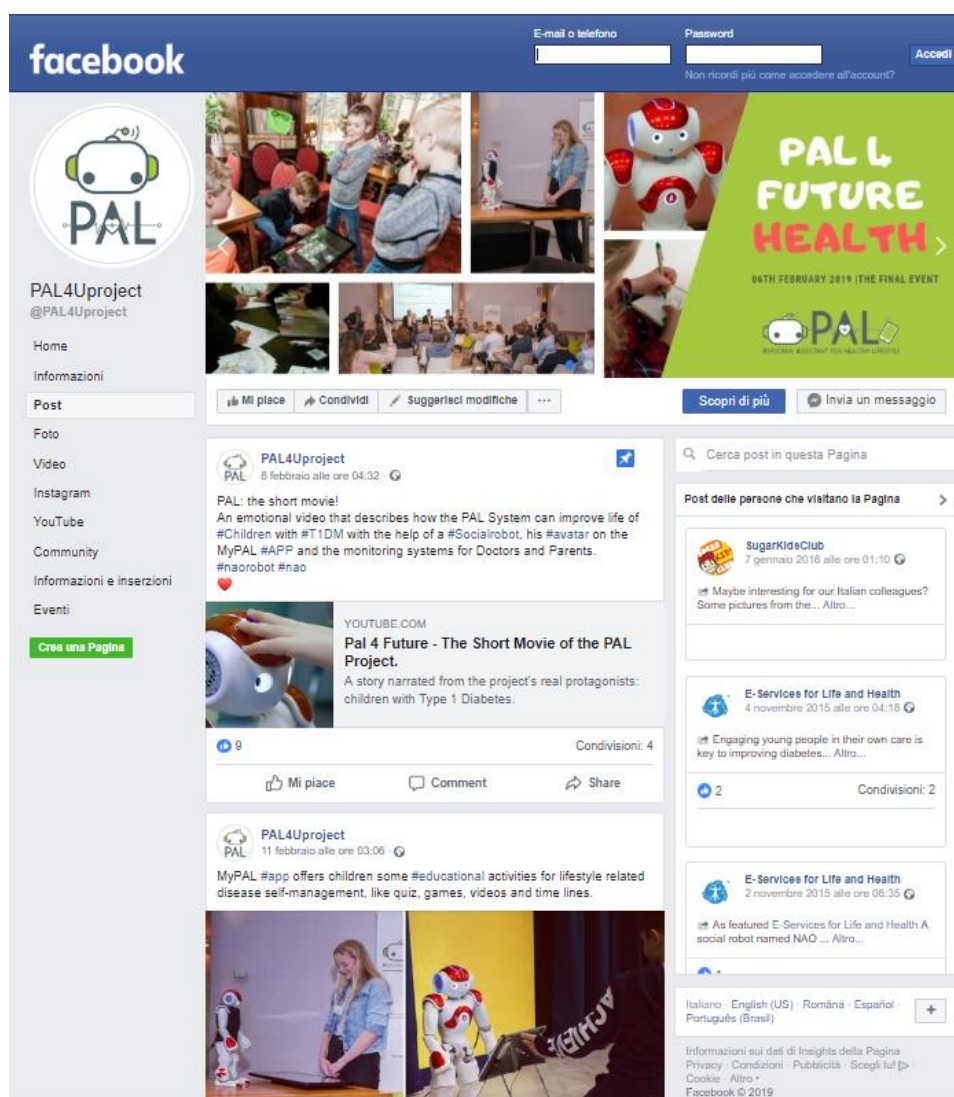 facebook
E-mail o telefono
Password
Accedi
Non ricordi più come accedere all'account?
PAL
PAL4Uproject
@PAL4Uproject
Home
Informazioni
Post
Foto
Video
Instagram
YouTube
Community
Informazioni e inserzioni
Eventi
Crea una Pagina
PAL 4
FUTURE
HEALTH
06TH FEBRUARY 2019 |THE FINAL EVENT
PAL
PERSONAL ASSISTANT FOR HEALTHY LIFESTYLE
Mi piace
Condividi
Suggerisci modifiche
Scopri di più
Invia un messaggio
PAL
PAL4Uproject
8 febbraio alle ore 04:32
PAL: the short movie!
An emotional video that describes how the PAL System can improve life of
#Children with #T1DM with the help of a #Socialrobot, his #avatar on the
MyPAL #APP and the monitoring systems for Doctors and Parents.
#naorobot #nao
YOUTUBE.COM
Pal 4 Future - The Short Movie of the PAL
Project.
A story narrated from the project's real protagonists:
children with Type 1 Diabetes.
9
Condivisioni: 4
Mi piace
Comment
Share
PAL
PAL4Uproject
11 febbraio alle ore 03:06
MyPAL #app offers children some #educational activities for lifestyle related
disease self-management, like quiz, games, videos and time lines.
Cerca post in questa Pagina
Post delle persone che visitano la Pagina
SugarKidsClub
7 gennaio 2016 alle ore 01:10
Maybe interesting for our Italian colleagues?
Some pictures from the... Altro...
E-Services for Life and Health
4 novembre 2015 alle ore 04:18
Engaging young people in their own care is
key to improving diabetes... Altro...
2
Condivisioni: 2
E-Services for Life and Health
2 novembre 2015 alle ore 06:35
As featured E-Services for Life and Health A
social robot named NAO ... Altro...
Italiano · English (US) · Română · Español ·
Português (Brasil)
Informazioni sui dati di Insights della Pagina
Privacy · Condizioni · Pubblicità · Scegli tu!
Cookie · Altro
Facebook © 2019